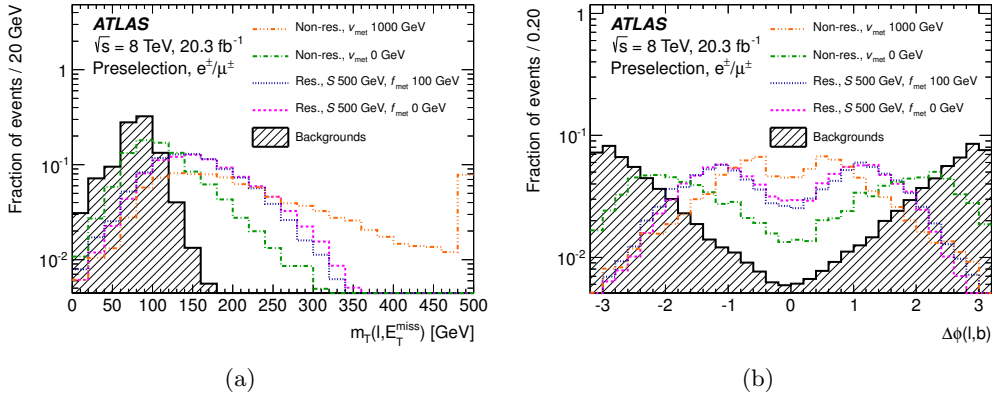 ATLAS
√s = 8 TeV, 20.3 fb⁻¹
Preselection, e±/μ±
Non-res., v_met 1000 GeV
Non-res., v_met 0 GeV
Res., S 500 GeV, f_met 100 GeV
Res., S 500 GeV, f_met 0 GeV
Backgrounds
Fraction of events / 20 GeV
1
10⁻¹
10⁻²
0 50 100 150 200 250 300 350 400 450 500
m_T(l,E_T^miss) [GeV]
(a)
ATLAS
√s = 8 TeV, 20.3 fb⁻¹
Preselection, e±/μ±
Non-res., v_met 1000 GeV
Non-res., v_met 0 GeV
Res., S 500 GeV, f_met 100 GeV
Res., S 500 GeV, f_met 0 GeV
Backgrounds
Fraction of events / 0.20
1
10⁻¹
10⁻²
-3 -2 -1 0 1 2 3
Δϕ(l,b)
(b)